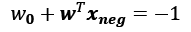 w₀ + wᵀxₙₑg = −1